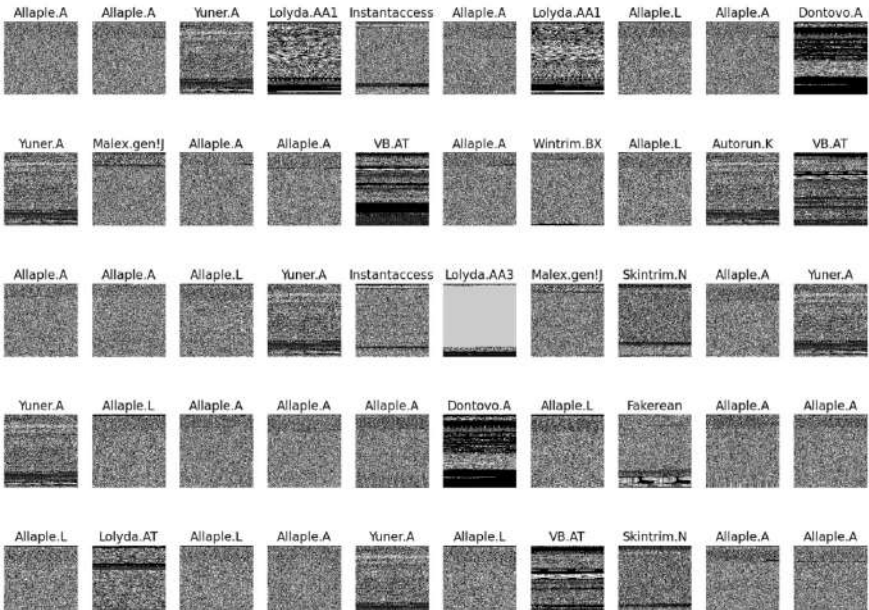 Allaple.A Allaple.A Yuner.A Lolyda.AA1 Instantaccess Allaple.A Lolyda.AA1 Allaple.L Allaple.A Dontovo.A
Yuner.A Malex.gen!J Allaple.A Allaple.A VB.AT Allaple.A Wintrim.BX Allaple.L Autorun.K VB.AT
Allaple.A Allaple.A Allaple.L Yuner.A Instantaccess Lolyda.AA3 Malex.gen!J Skintrim.N Allaple.A Yuner.A
Yuner.A Allaple.L Allaple.A Allaple.A Allaple.A Dontovo.A Allaple.L Fakerean Allaple.A Allaple.A
Allaple.L Lolyda.AT Allaple.L Allaple.A Yuner.A Allaple.L VB.AT Skintrim.N Allaple.A Allaple.A